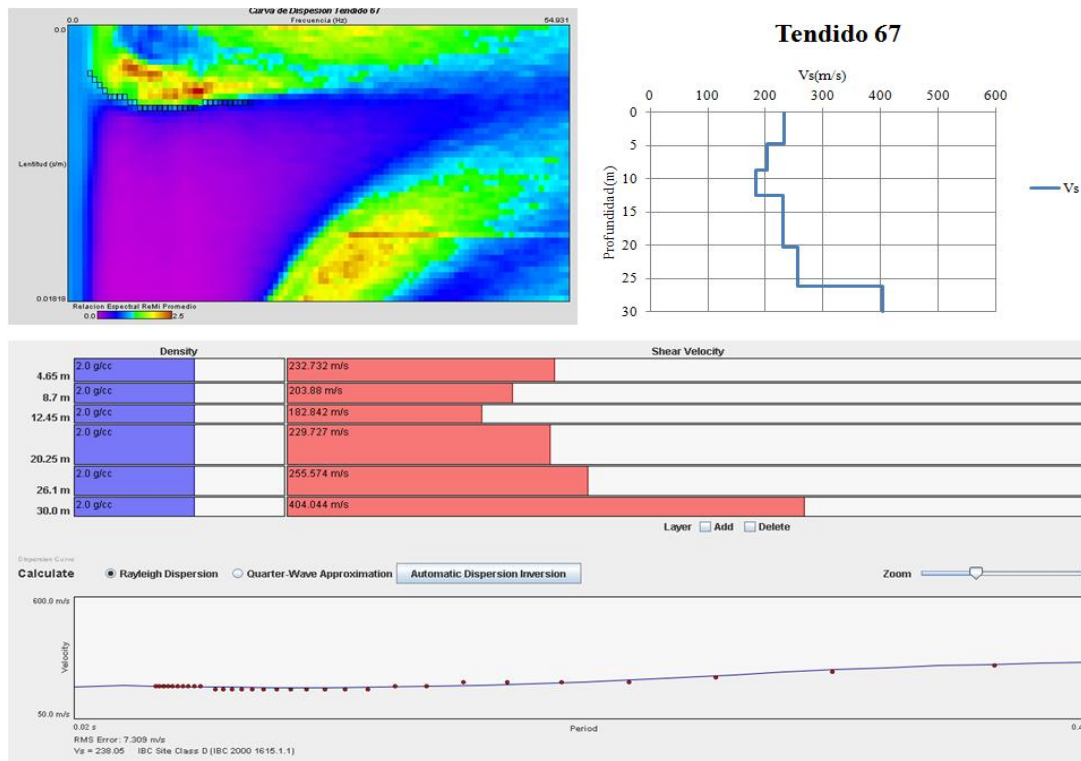 Curva de Dispesión Tendido 67
0.0
Frecuencia (Hz)
54.931
0.0
Lentitud (s/m)
0.01818
Relacion Espectral ReMi Promedio
0.0
2.5
Tendido 67
Vs(m/s)
0 100 200 300 400 500 600
0
5
10
15
20
25
30
Profundidad(m)
Vs
Density
Shear Velocity
2.0 g/cc
232.732 m/s
4.65 m
2.0 g/cc
203.88 m/s
8.7 m
2.0 g/cc
182.842 m/s
12.45 m
2.0 g/cc
229.727 m/s
20.25 m
2.0 g/cc
255.574 m/s
26.1 m
2.0 g/cc
404.044 m/s
30.0 m
Layer Add Delete
Dispersion Curve
Calculate Rayleigh Dispersion Quarter-Wave Approximation Automatic Dispersion Inversion Zoom
600.0 m/s
Velocity
50.0 m/s
0.02 s
Period
0.4
RMS Error: 7.309 m/s
Vs = 238.05 IBC Site Class D (IBC 2000 1615.1.1)